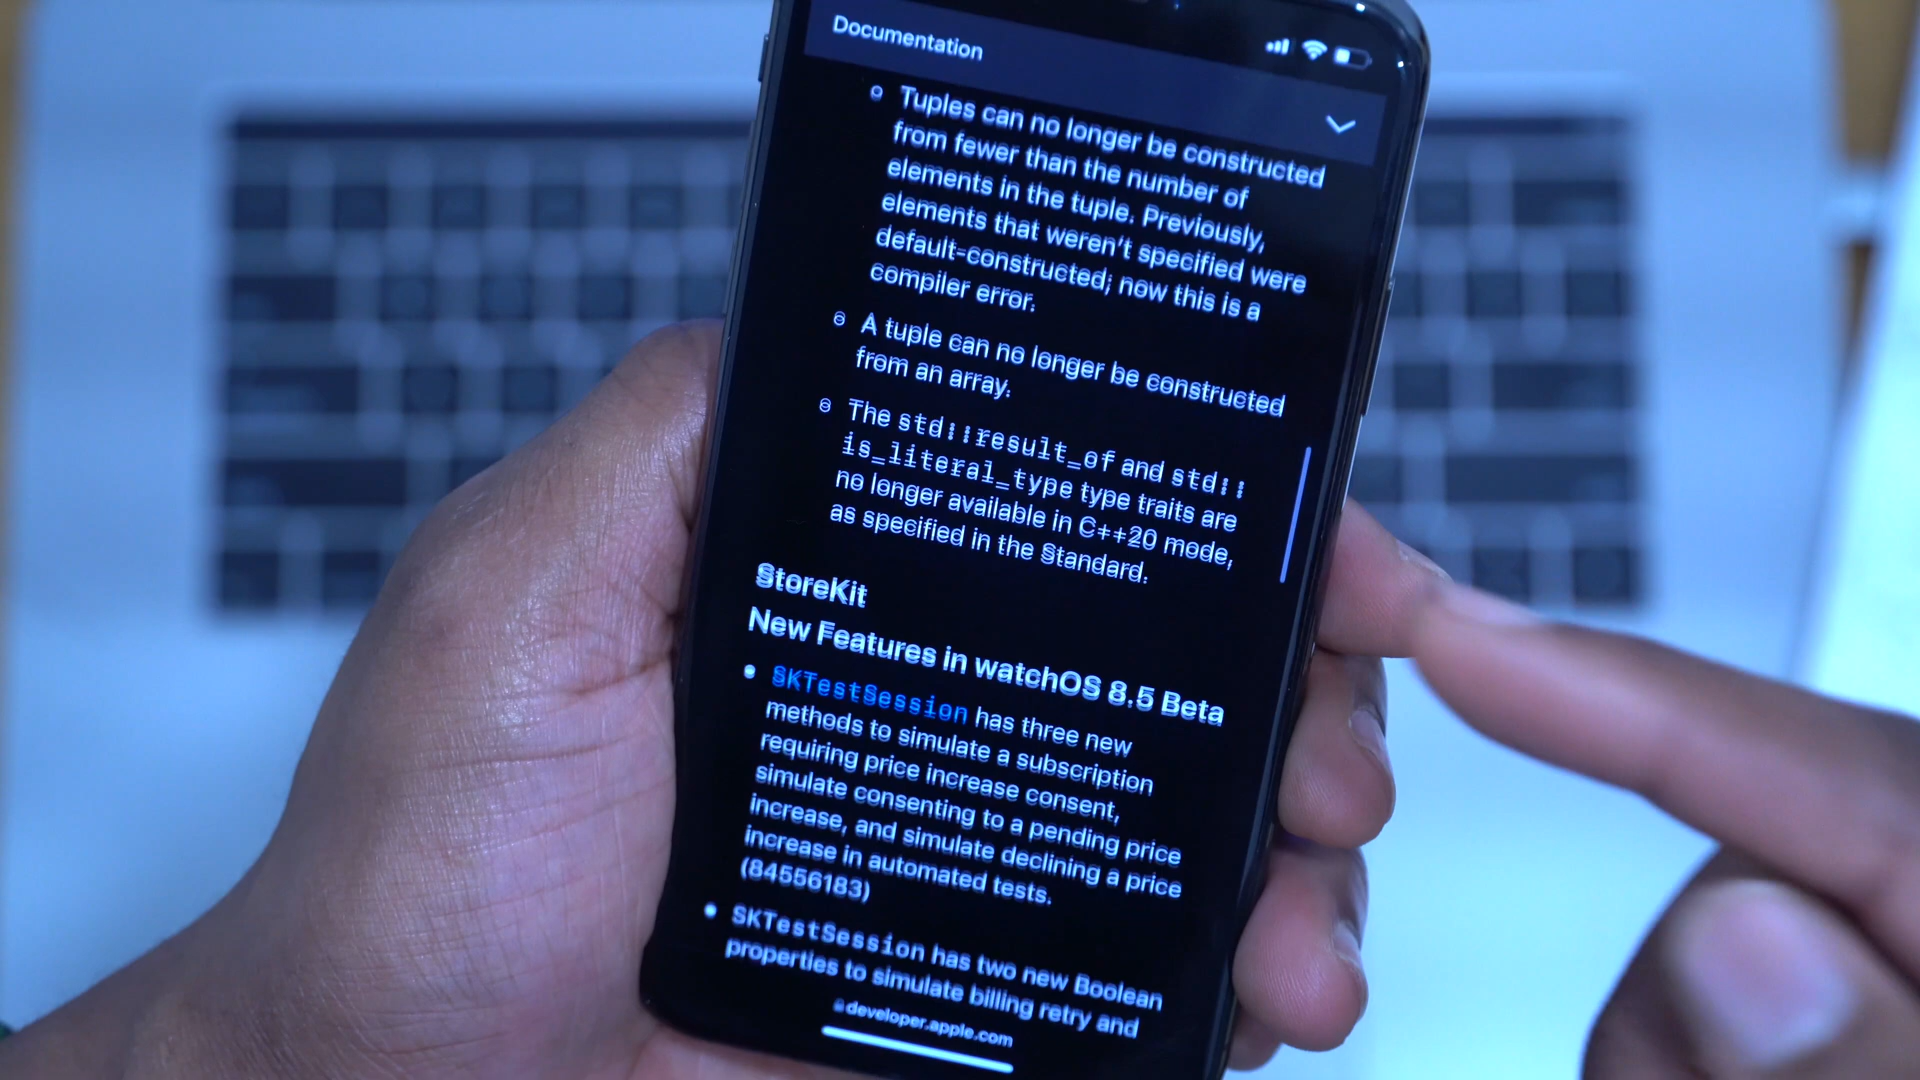 Documentation
Tuples can no longer be constructed
from fewer than the number of
elements in the tuple. Previously,
elements that weren't specified were
default-constructed; now this is a
compiler error.
A tuple can no longer be constructed
from an array.
The std::result_of and std::
is_literal_type type traits are
no longer available in C++20 mode,
as specified in the Standard.
StoreKit
New Features in watchOS 8.5 Beta
SKTestSession has three new
methods to simulate a subscription
requiring price increase consent,
simulate consenting to a pending price
increase, and simulate declining a price
increase in automated tests.
(84556183)
SKTestSession has two new Boolean
properties to simulate billing retry and
developer.apple.com